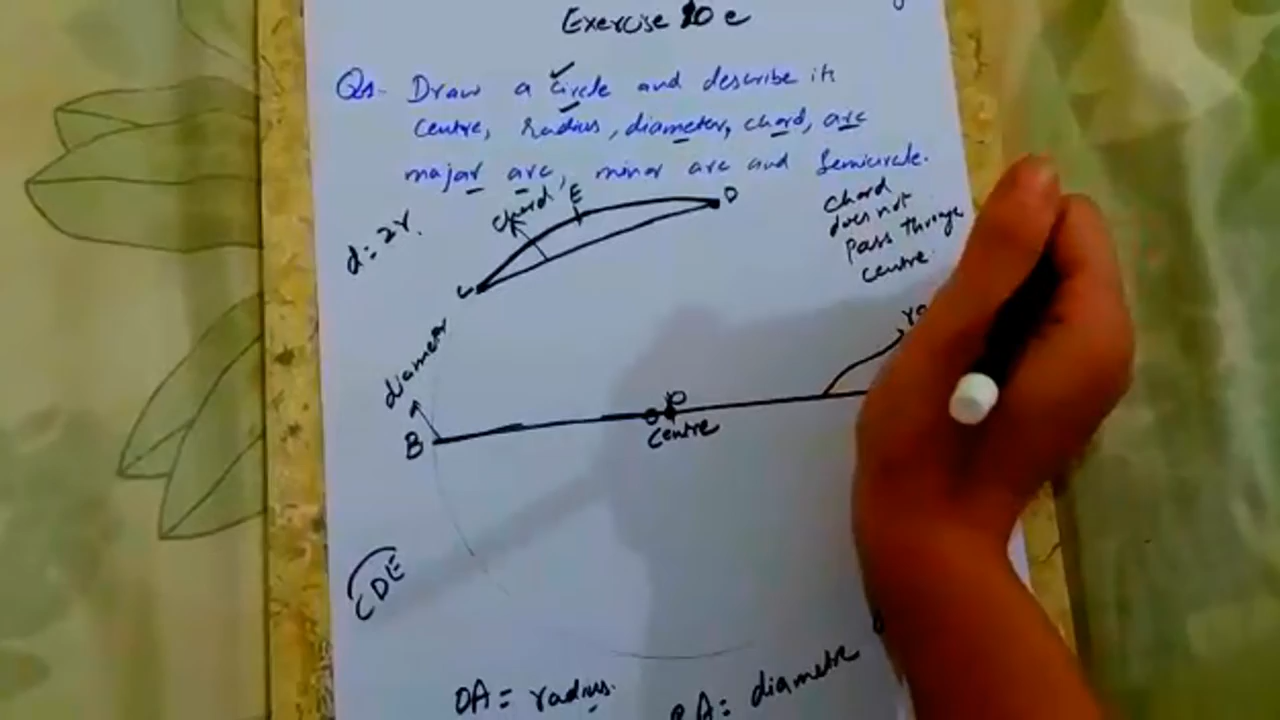 Exercise 10 e
Qs. Draw a circle and describe its
centre, radius, diameter, chord, arc
major arc, minor arc and Semicircle.
d = 2r.
chord
E
D
C
chord
does not
Pass through
centre.
diameter
B
P
Centre
CDE
OA = radius.
BA = diametre